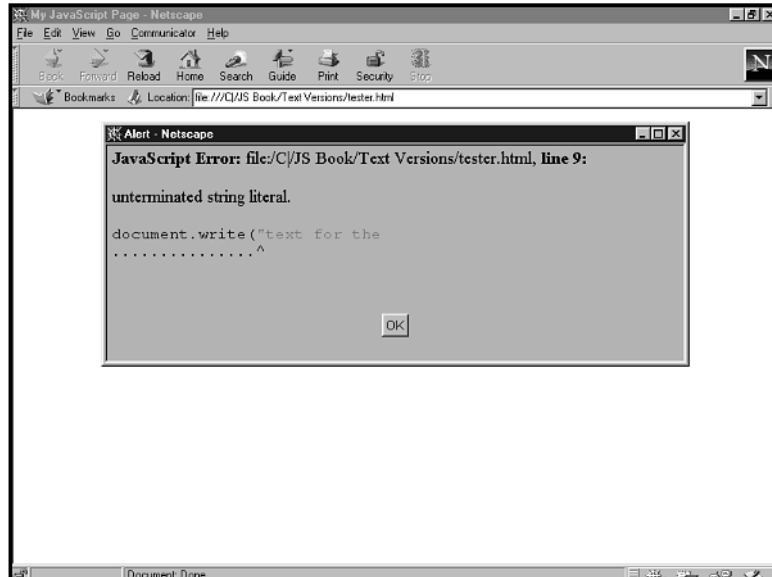 My JavaScript Page - Netscape
File Edit View Go Communicator Help
Back Forward Reload Home Search Guide Print Security Stop
N
Bookmarks Location: file:///C|/JS Book/Text Versions/tester.html
Alert - Netscape
JavaScript Error: file:/C|/JS Book/Text Versions/tester.html, line 9:
unterminated string literal.
document.write("text for the
...............^
OK
Document: Done